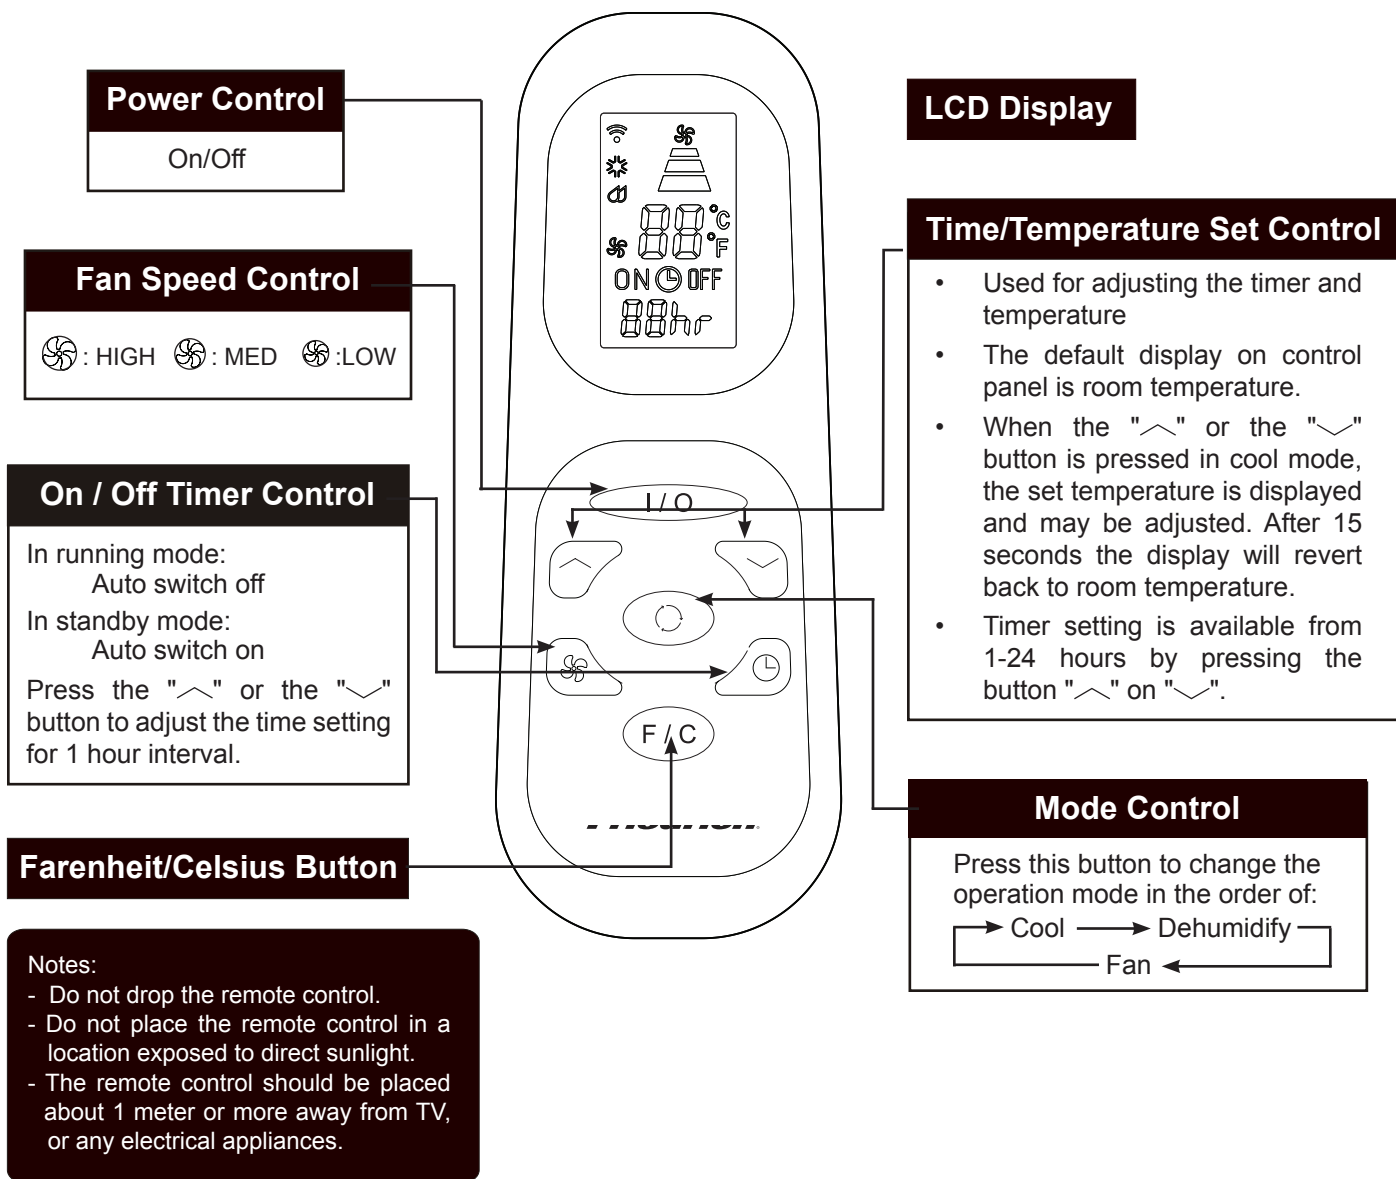 Power Control
On/Off
Fan Speed Control
: HIGH : MED :LOW
On / Off Timer Control
In running mode:
Auto switch off
In standby mode:
Auto switch on
Press the "︿" or the "﹀"
button to adjust the time setting
for 1 hour interval.
Farenheit/Celsius Button
Notes:
- Do not drop the remote control.
- Do not place the remote control in a
location exposed to direct sunlight.
- The remote control should be placed
about 1 meter or more away from TV,
or any electrical appliances.
88°C
°F
ON OFF
88hr
I / O
F / C
LCD Display
Time/Temperature Set Control
• Used for adjusting the timer and
temperature
• The default display on control
panel is room temperature.
• When the "︿" or the "﹀"
button is pressed in cool mode,
the set temperature is displayed
and may be adjusted. After 15
seconds the display will revert
back to room temperature.
• Timer setting is available from
1-24 hours by pressing the
button "︿" on "﹀".
Mode Control
Press this button to change the
operation mode in the order of:
Cool Dehumidify
Fan